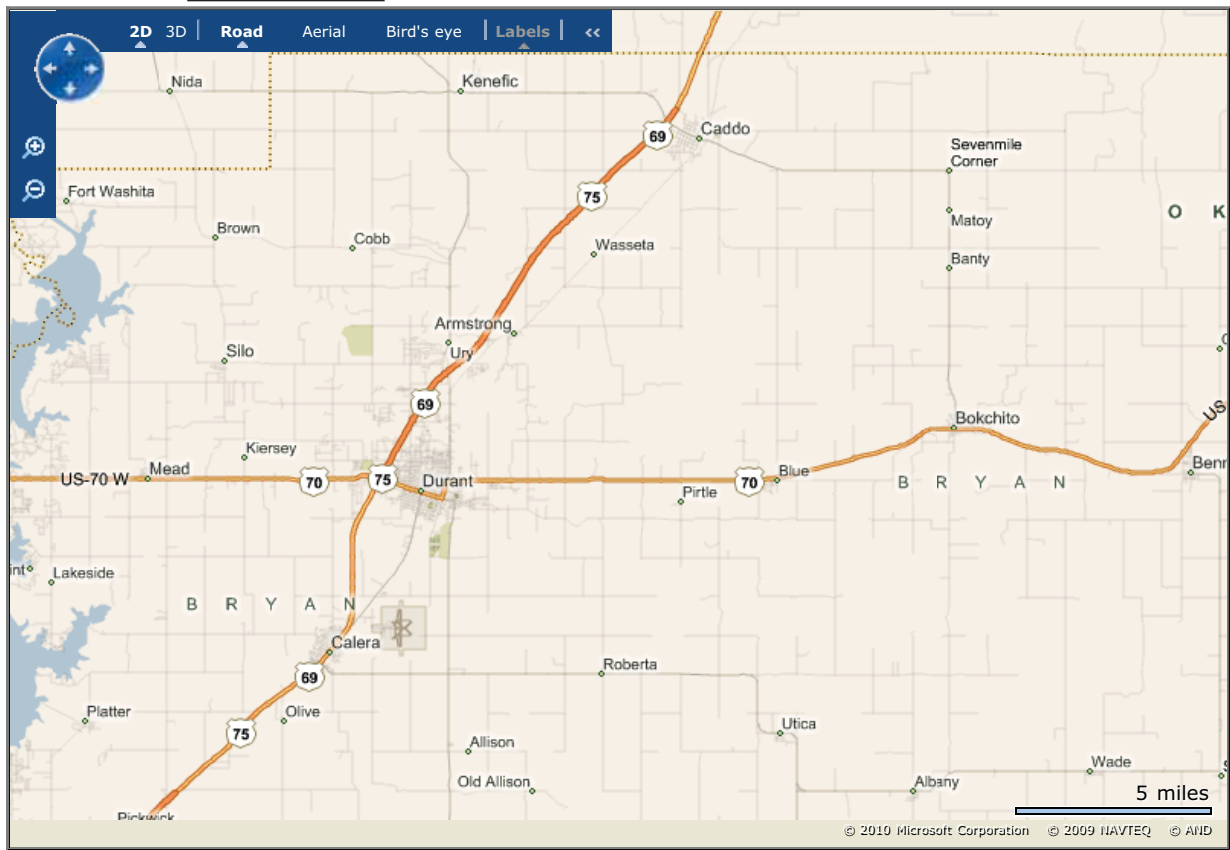 2D 3D | Road Aerial Bird's eye | Labels | <<
Nida
Kenefic
69
Caddo
Sevenmile
Corner
Fort Washita
75
O K
Matoy
Brown
Cobb
Wasseta
Banty
Armstrong
Silo
Ury
69
US
Bokchito
Kiersey
US-70 W
Mead
70
75
Durant
70
Blue
Benn
Pirtle
B R Y A N
int
Lakeside
B R Y A N
Calera
69
Roberta
Platter
Olive
75
Utica
Allison
Old Allison
Wade
Albany
5 miles
Pickwick
© 2010 Microsoft Corporation © 2009 NAVTEQ © AND